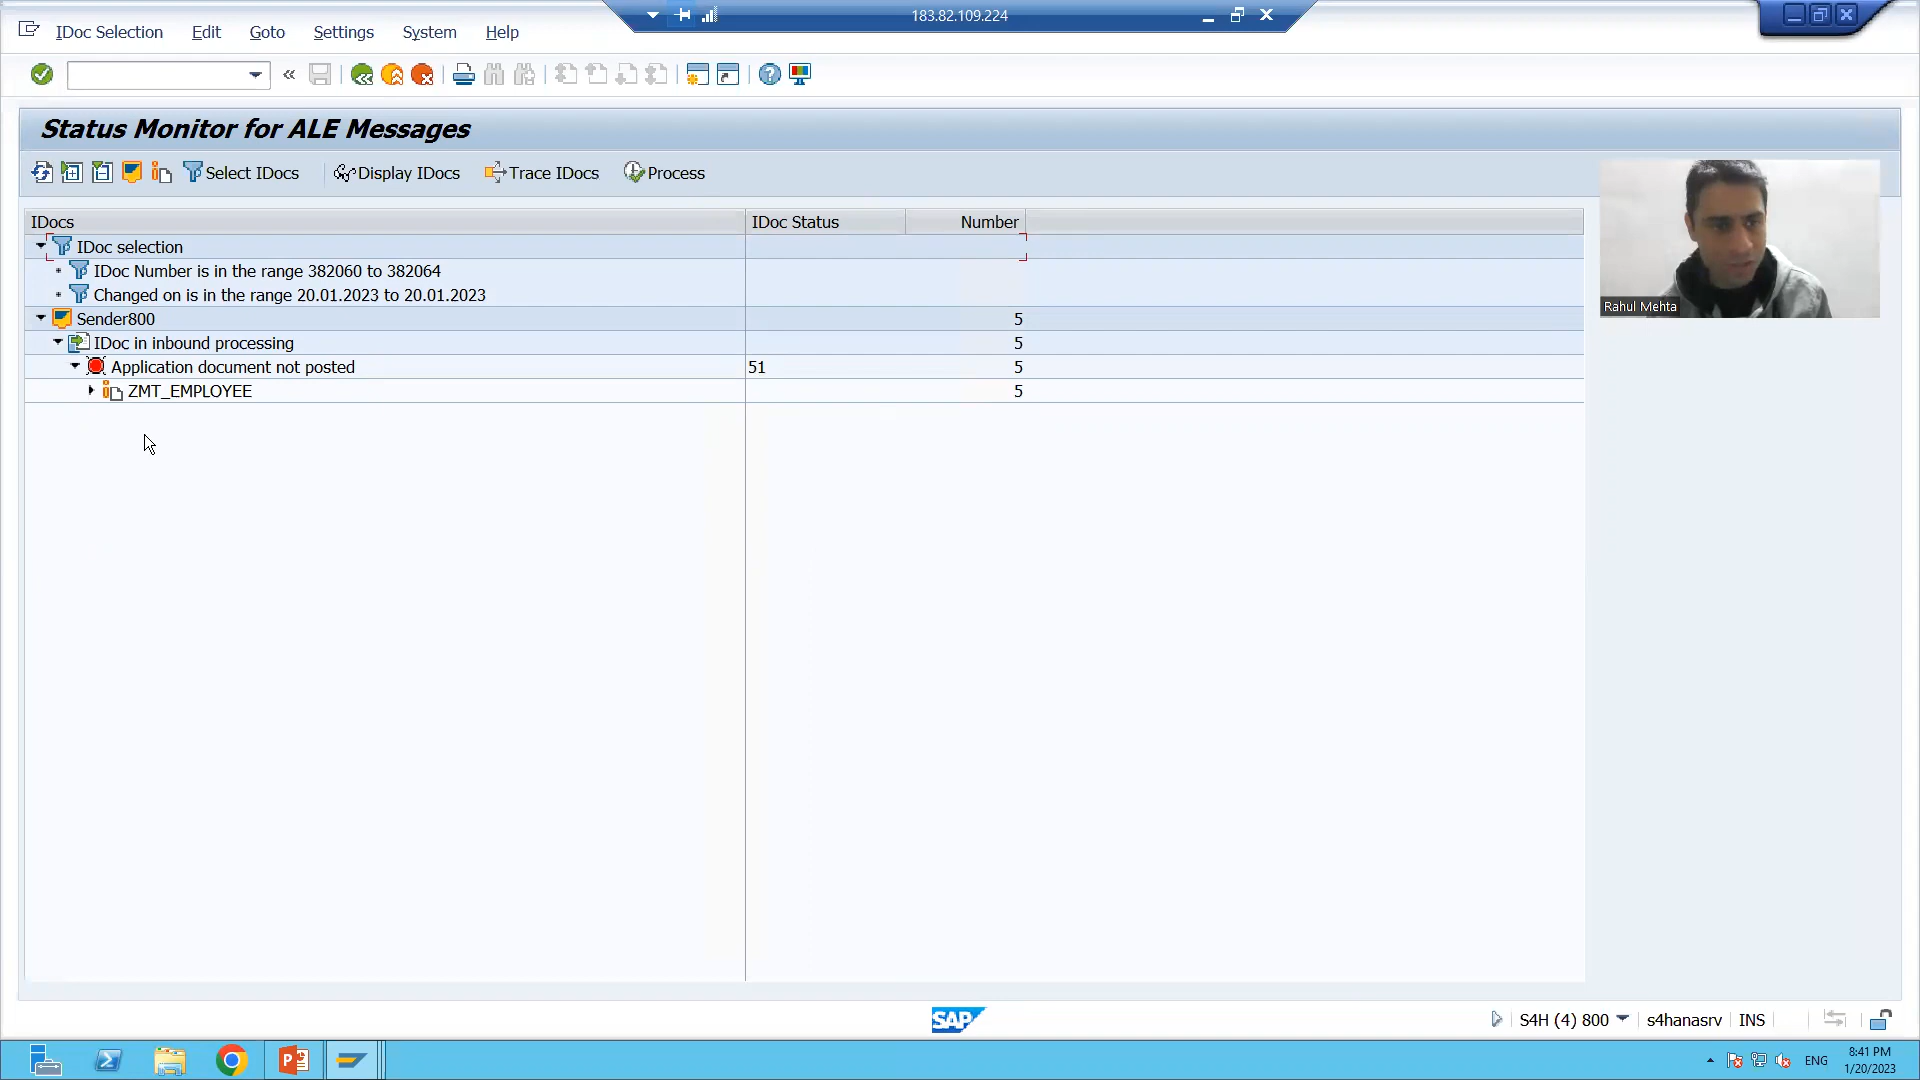 183.82.109.224
IDoc Selection Edit Goto Settings System Help
Status Monitor for ALE Messages
Select IDocs Display IDocs Trace IDocs Process
IDocs IDoc Status Number
IDoc selection
IDoc Number is in the range 382060 to 382064
Changed on is in the range 20.01.2023 to 20.01.2023
Sender800 5
IDoc in inbound processing 5
Application document not posted 51 5
ZMT_EMPLOYEE 5
Rahul Mehta
SAP
S4H (4) 800 s4hanasrv INS
ENG
8:41 PM
1/20/2023